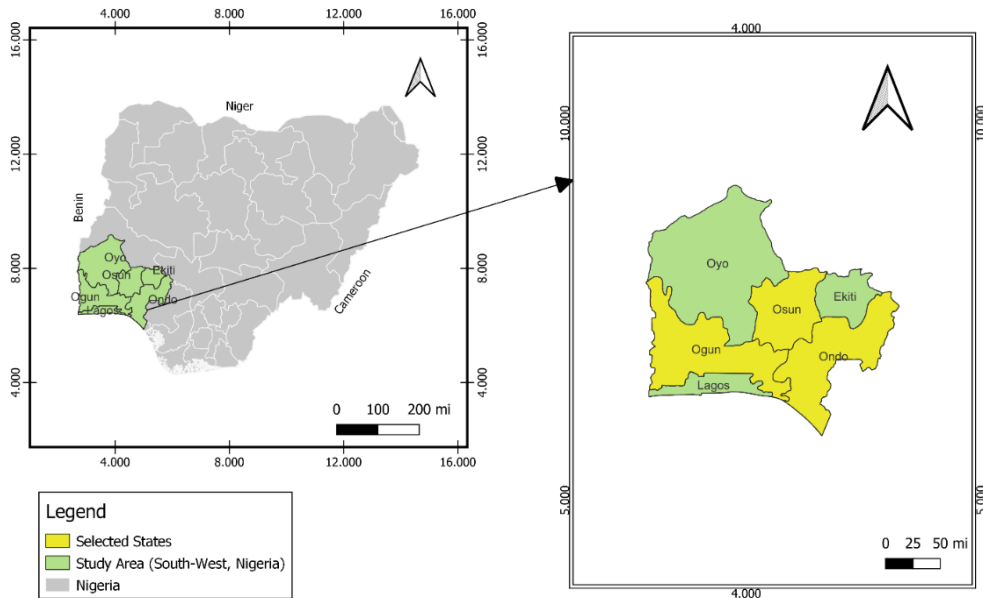 4.000
8.000
12.000
16.000
16.000
12.000
8.000
4.000
16.000
12.000
8.000
4.000
4.000
8.000
12.000
16.000
Niger
Benin
Cameroon
Oyo
Osun
Ekiti
Ogun
Ondo
Lagos
0 100 200 mi
Legend
Selected States
Study Area (South-West, Nigeria)
Nigeria
4.000
10.000
10.000
5.000
5.000
4.000
Oyo
Osun
Ekiti
Ogun
Ondo
Lagos
0 25 50 mi